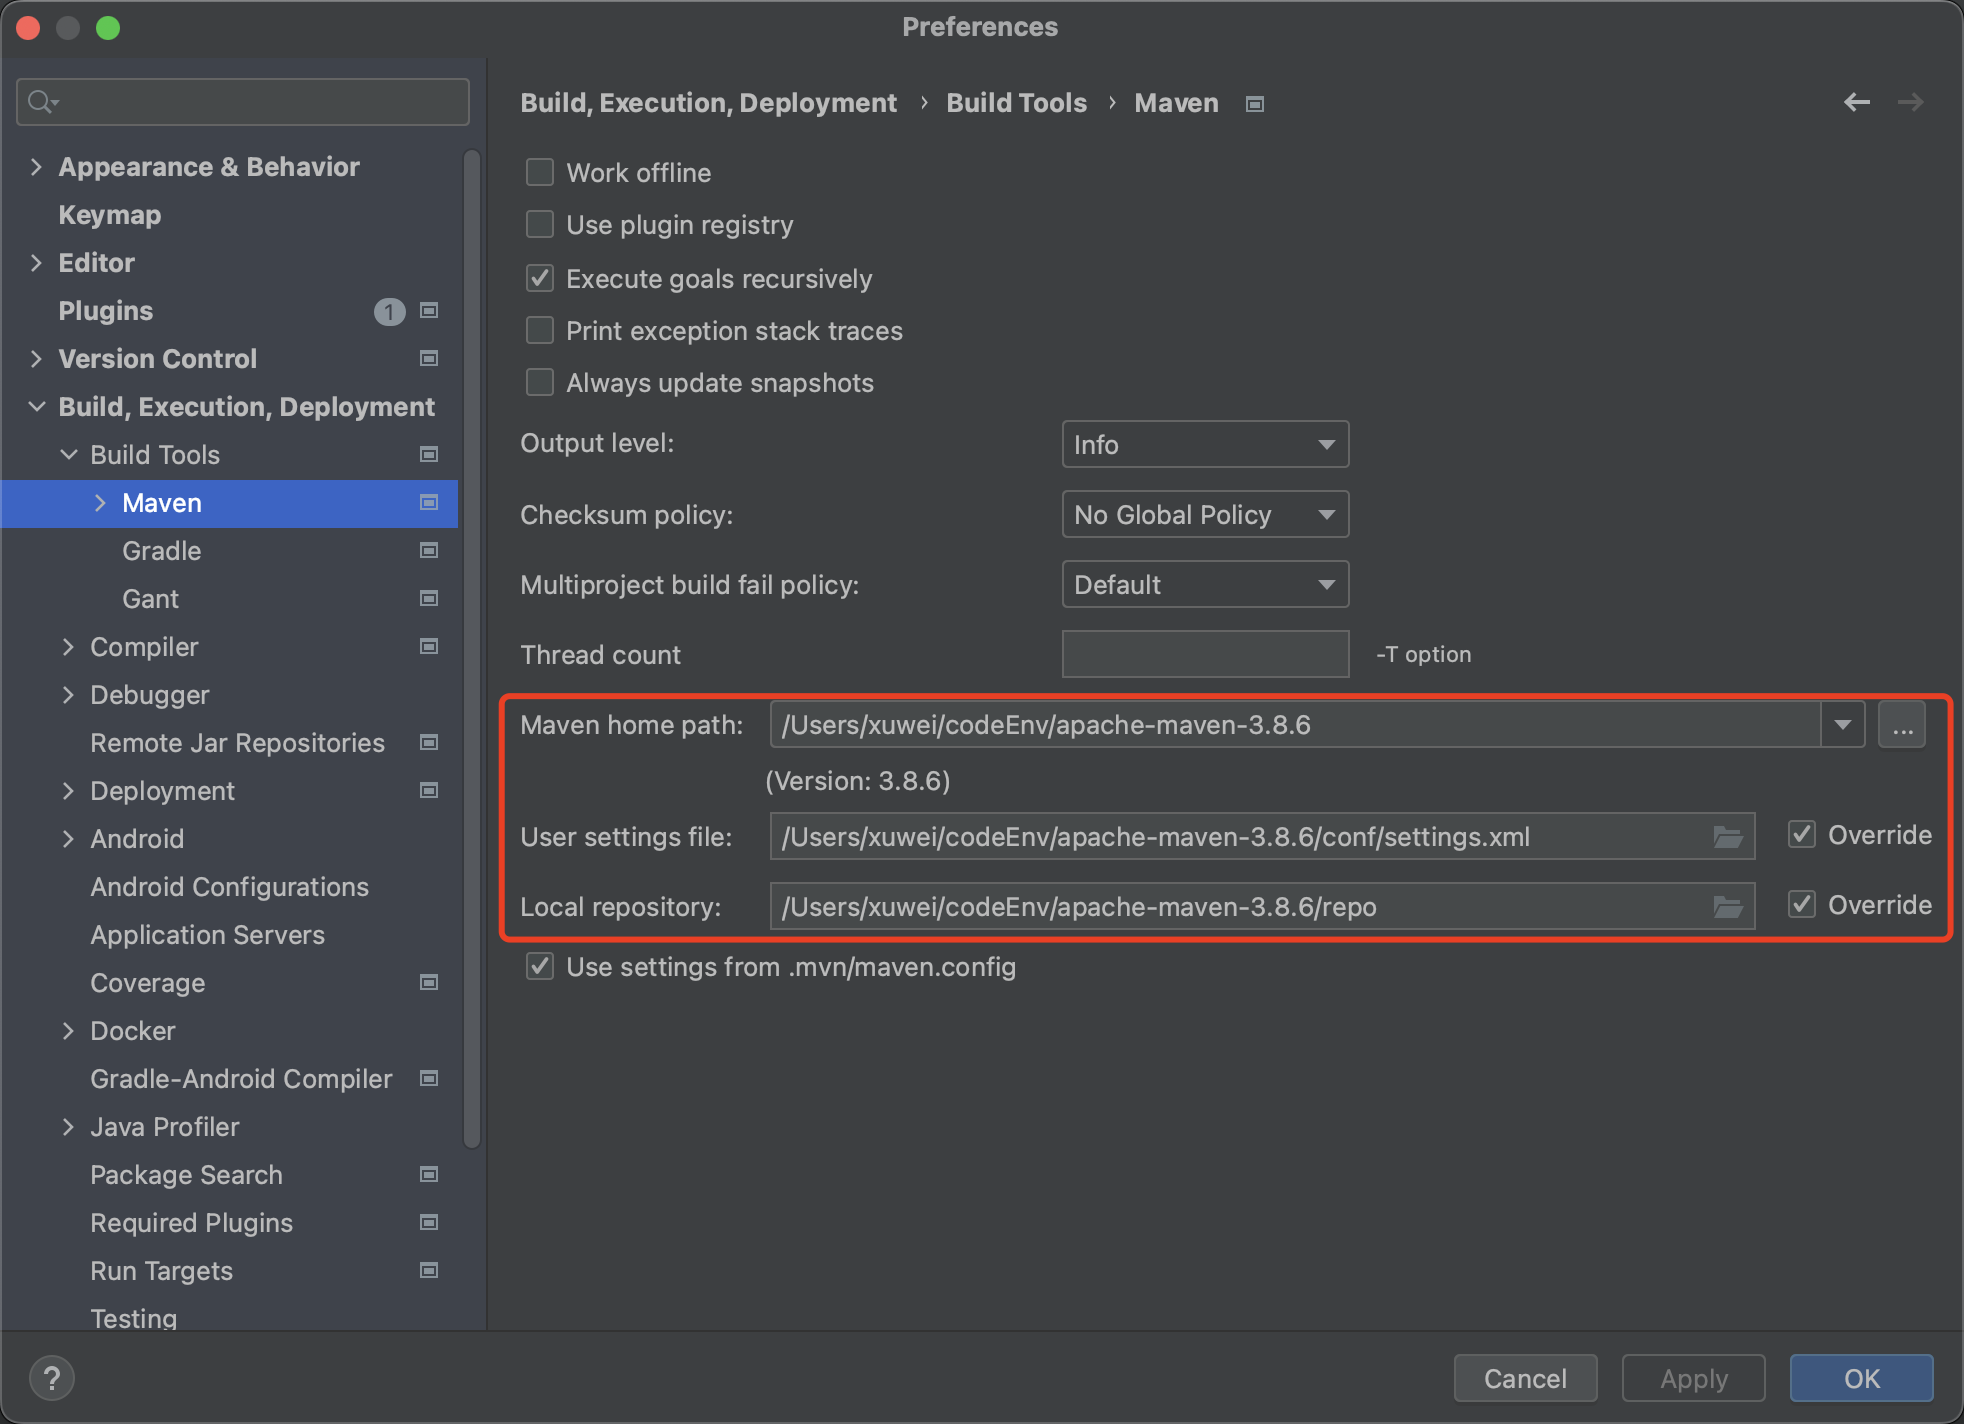 Preferences
Build, Execution, Deployment › Build Tools › Maven
Appearance & Behavior
Keymap
Editor
Plugins 1
Version Control
Build, Execution, Deployment
Build Tools
Maven
Gradle
Gant
Compiler
Debugger
Remote Jar Repositories
Deployment
Android
Android Configurations
Application Servers
Coverage
Docker
Gradle-Android Compiler
Java Profiler
Package Search
Required Plugins
Run Targets
Testing
Work offline
Use plugin registry
Execute goals recursively
Print exception stack traces
Always update snapshots
Output level: Info
Checksum policy: No Global Policy
Multiproject build fail policy: Default
Thread count -T option
Maven home path: /Users/xuwei/codeEnv/apache-maven-3.8.6 ...
(Version: 3.8.6)
User settings file: /Users/xuwei/codeEnv/apache-maven-3.8.6/conf/settings.xml Override
Local repository: /Users/xuwei/codeEnv/apache-maven-3.8.6/repo Override
Use settings from .mvn/maven.config
? Cancel Apply OK